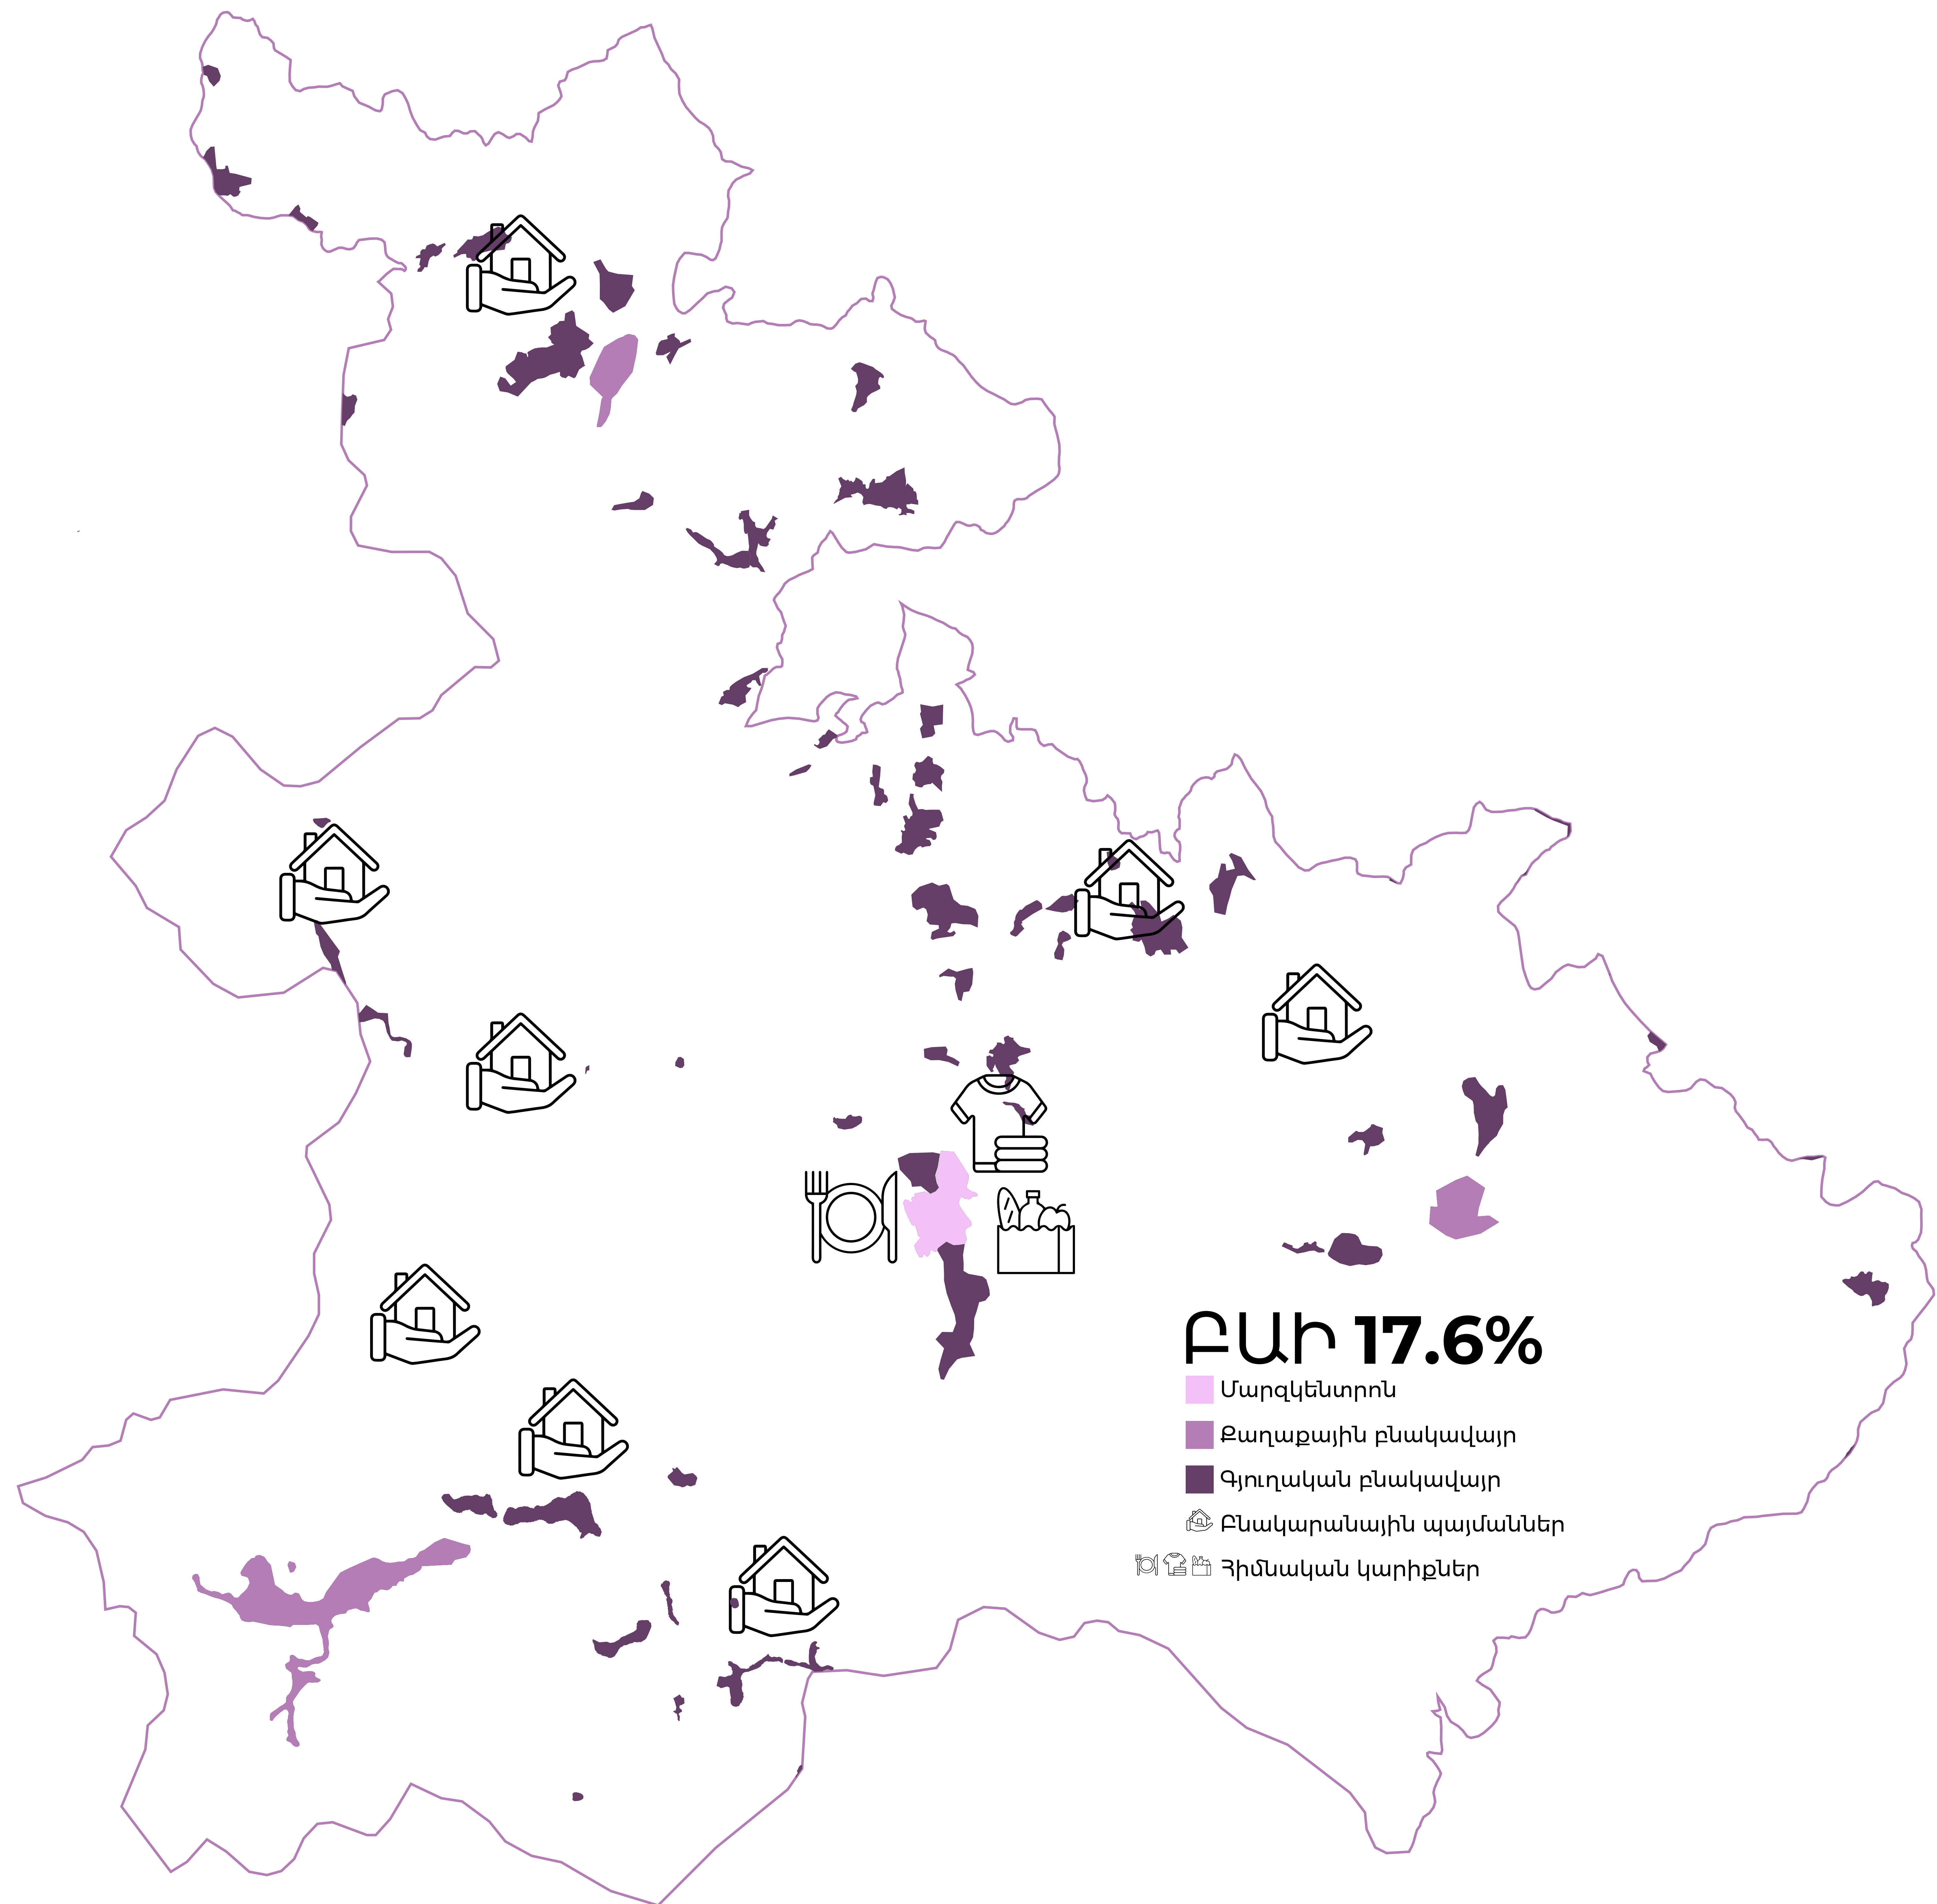 ԲԱԻ 17.6%
Մարզկենտրոն
Քաղաքային բնակավայր
Գյուղական բնակավայր
Բնակարանային պայմաններ
Հիմնական կարիքներ